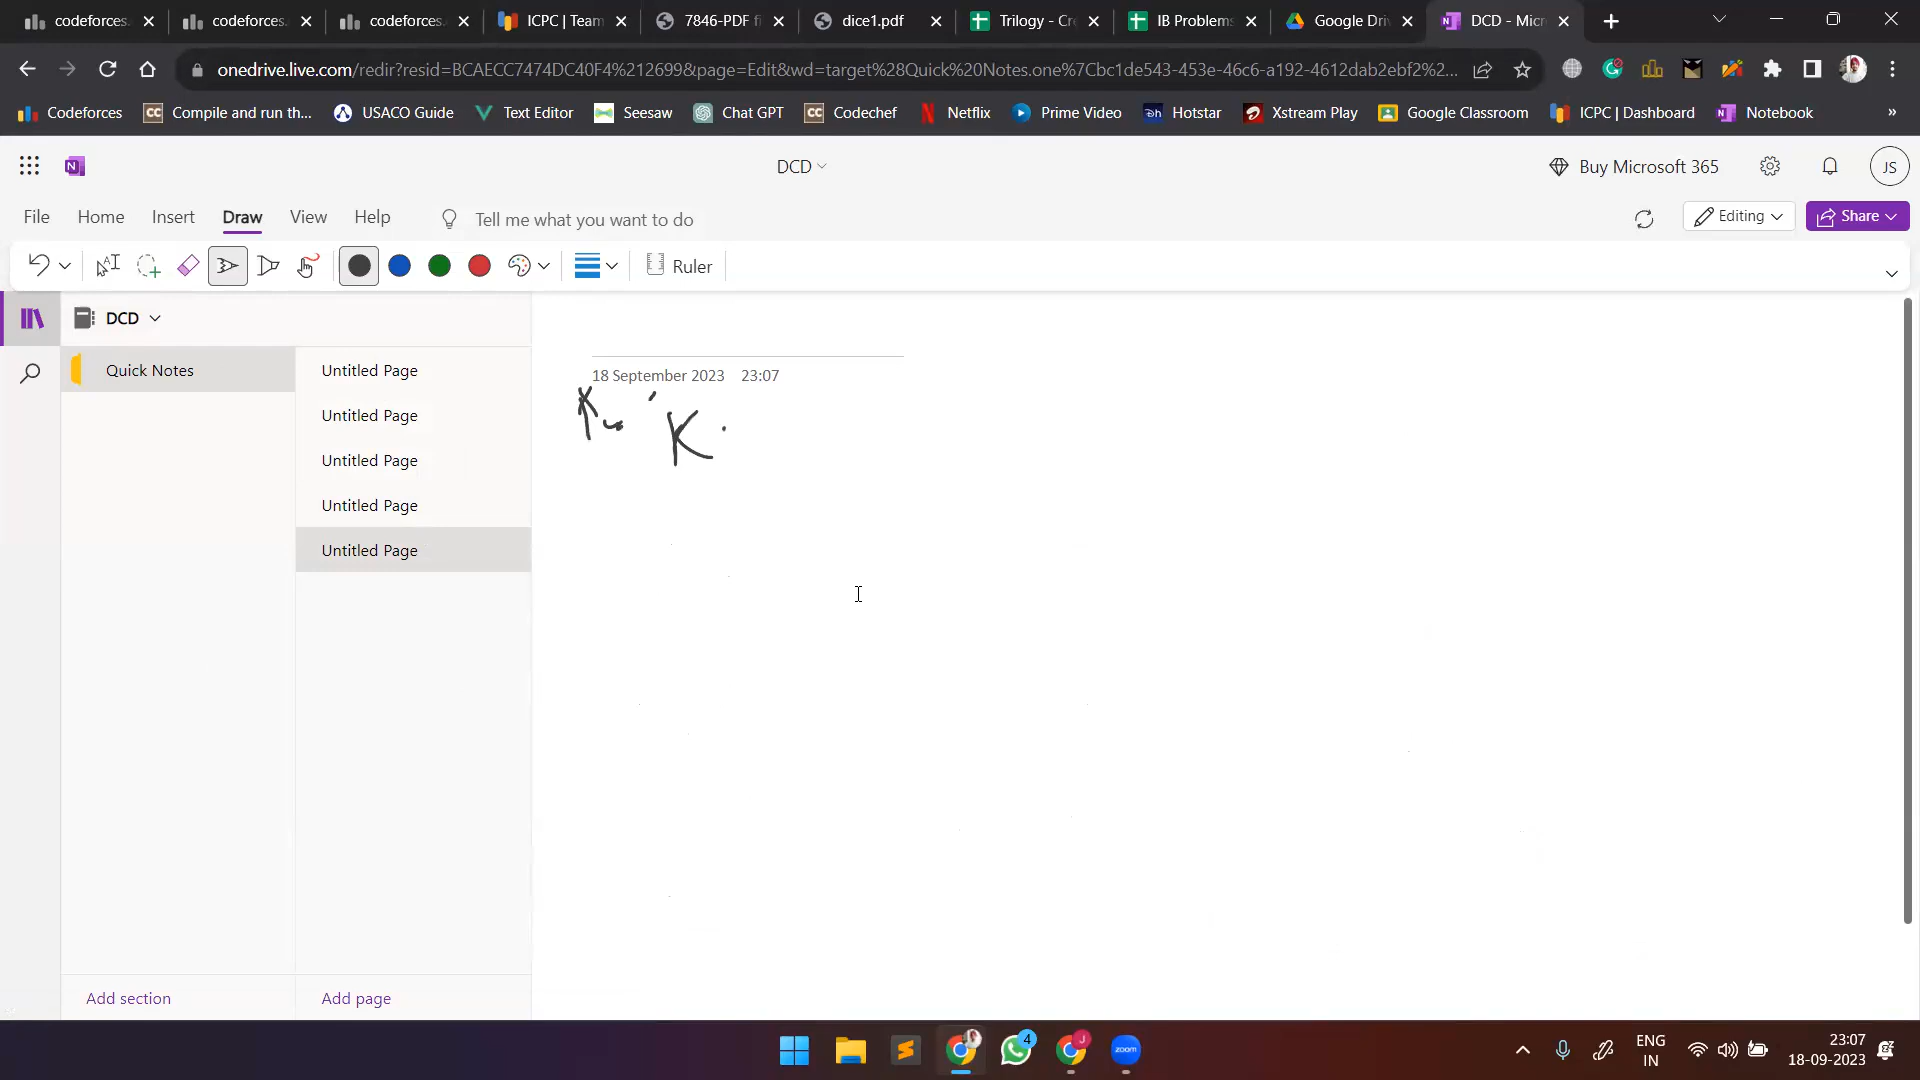 codeforces.
codeforces.
codeforces.
ICPC | Team
7846-PDF fi
dice1.pdf
Trilogy - Cr
IB Problems
Google Driv
DCD - Micr
onedrive.live.com/redir?resid=BCAECC7474DC40F4%212699&page=Edit&wd=target%28Quick%20Notes.one%7Cbc1de543-453e-46c6-a192-4612dab2ebf2%2...
Codeforces
Compile and run th...
USACO Guide
Text Editor
Seesaw
Chat GPT
Codechef
Netflix
Prime Video
Hotstar
Xstream Play
Google Classroom
ICPC | Dashboard
Notebook
DCD
Buy Microsoft 365
JS
File
Home
Insert
Draw
View
Help
Tell me what you want to do
Editing
Share
Ruler
DCD
Quick Notes
Untitled Page
Untitled Page
Untitled Page
Untitled Page
Untitled Page
18 September 2023 23:07
K
Add section
Add page
4
J
zoom
ENG
IN
23:07
18-09-2023